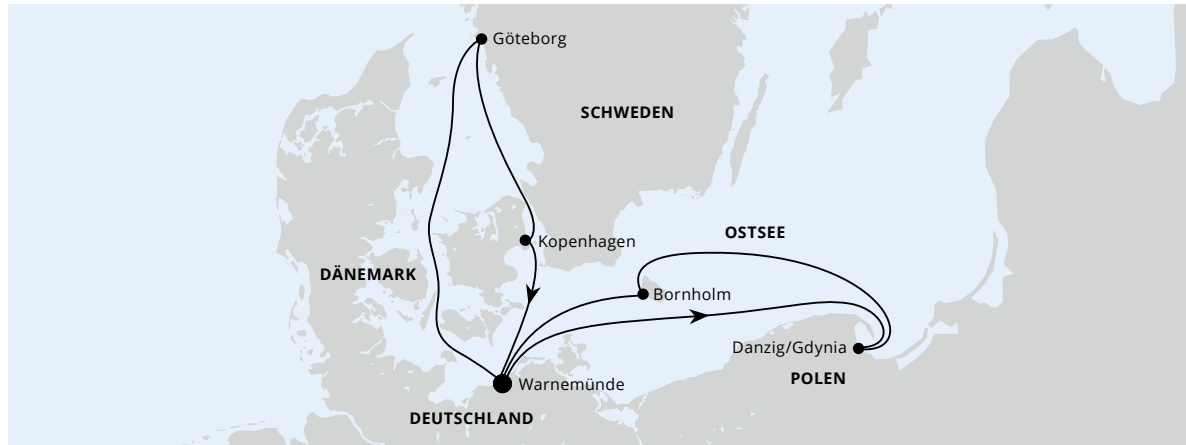 Göteborg
SCHWEDEN
OSTSEE
Kopenhagen
DÄNEMARK
Bornholm
Danzig/Gdynia
POLEN
Warnemünde
DEUTSCHLAND